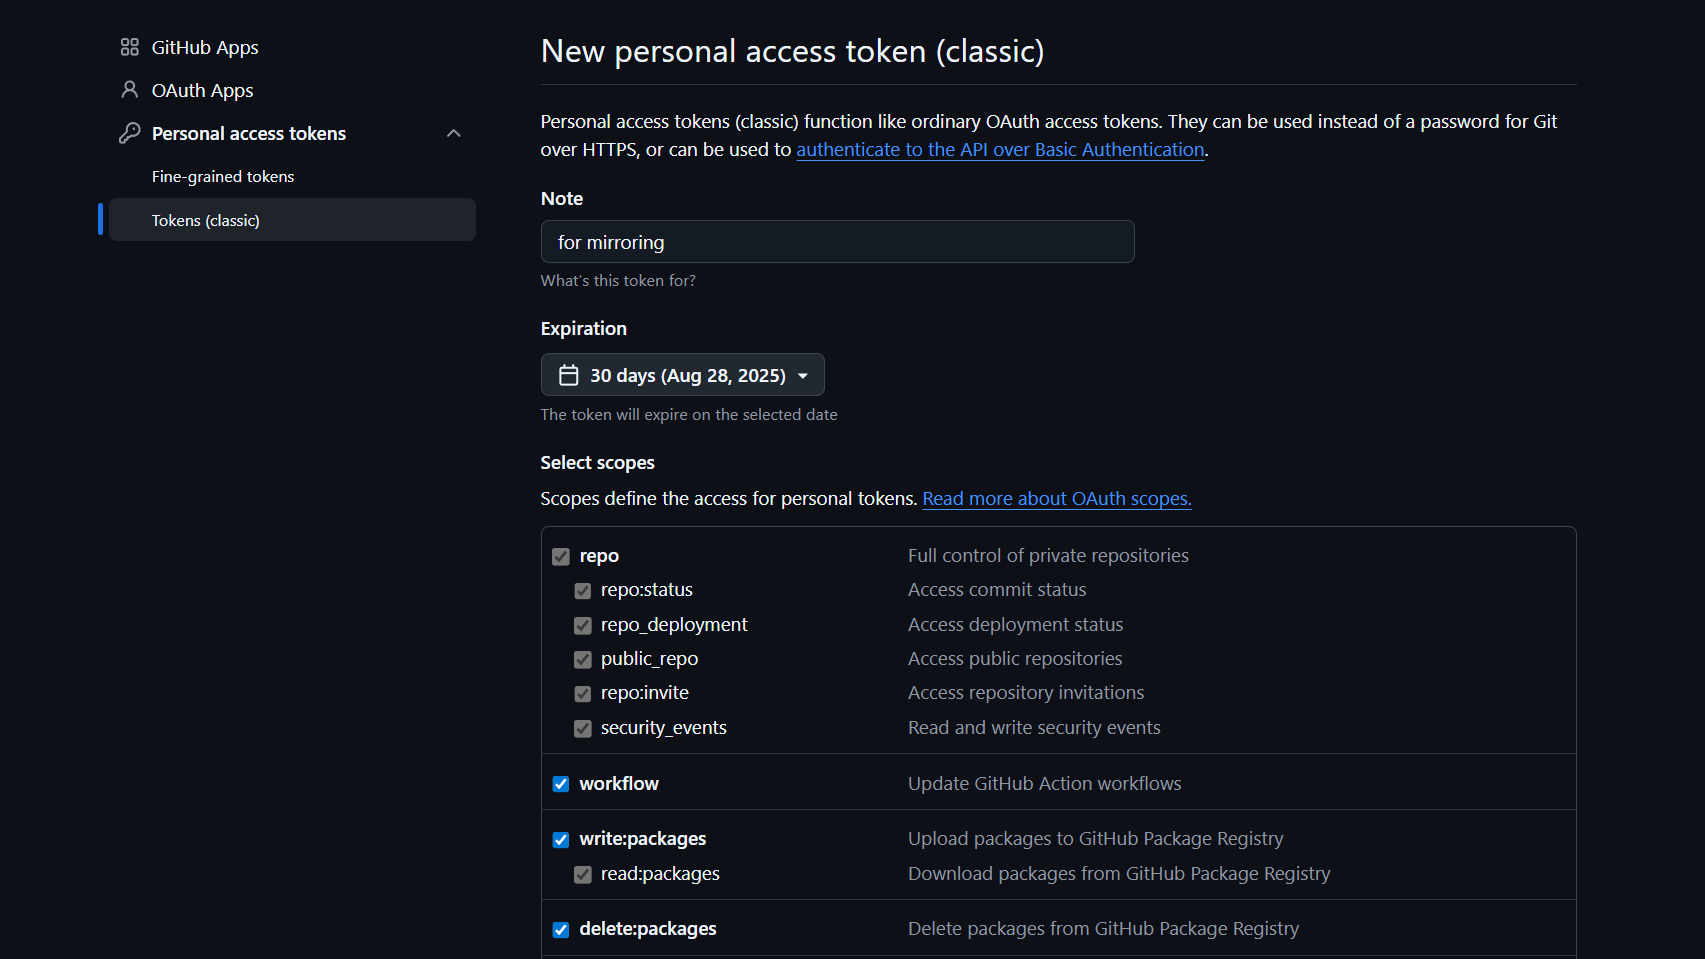 GitHub Apps
OAuth Apps
Personal access tokens
Fine-grained tokens
Tokens (classic)
New personal access token (classic)
Personal access tokens (classic) function like ordinary OAuth access tokens. They can be used instead of a password for Git
over HTTPS, or can be used to authenticate to the API over Basic Authentication.
Note
for mirroring
What's this token for?
Expiration
30 days (Aug 28, 2025)
The token will expire on the selected date
Select scopes
Scopes define the access for personal tokens. Read more about OAuth scopes.
repo Full control of private repositories
repo:status Access commit status
repo_deployment Access deployment status
public_repo Access public repositories
repo:invite Access repository invitations
security_events Read and write security events
workflow Update GitHub Action workflows
write:packages Upload packages to GitHub Package Registry
read:packages Download packages from GitHub Package Registry
delete:packages Delete packages from GitHub Package Registry